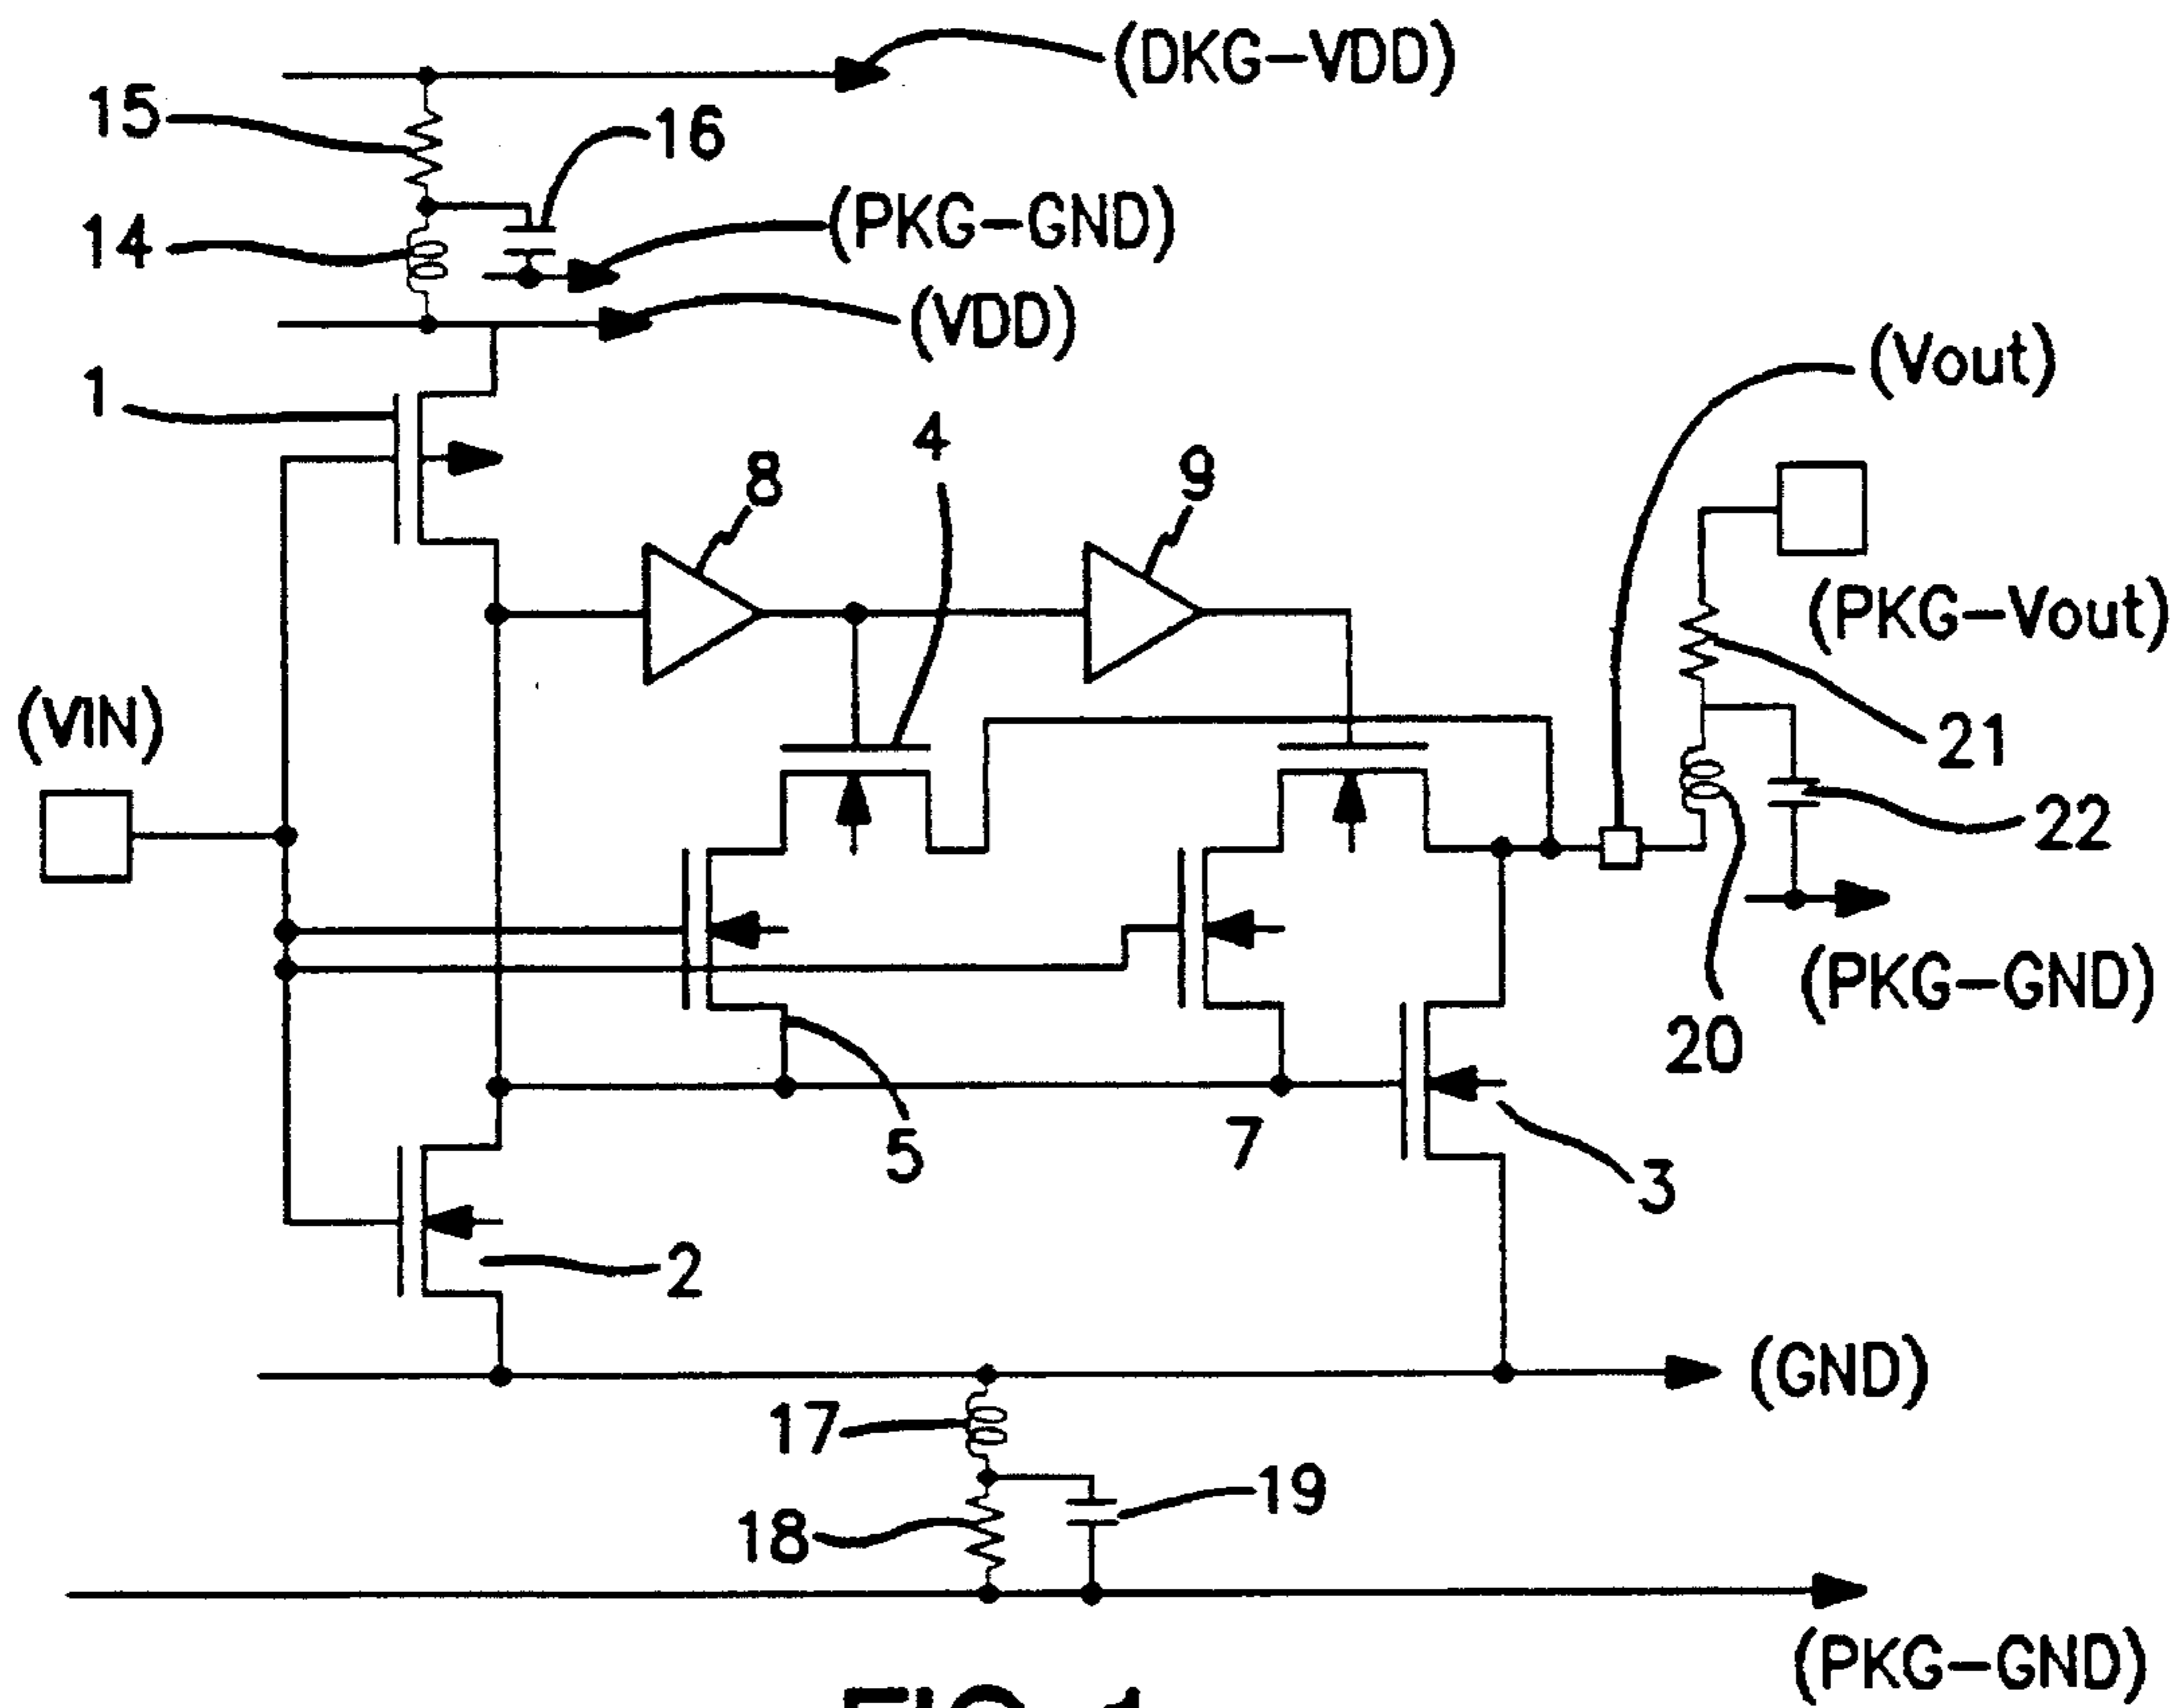 (DKG-VDD)
15
16
(PKG-GND)
14
(VDD)
1
(Vout)
4
8
9
(PKG-Vout)
(VIN)
21
22
(PKG-GND)
20
7
5
3
2
(GND)
17
19
18
(PKG-GND)